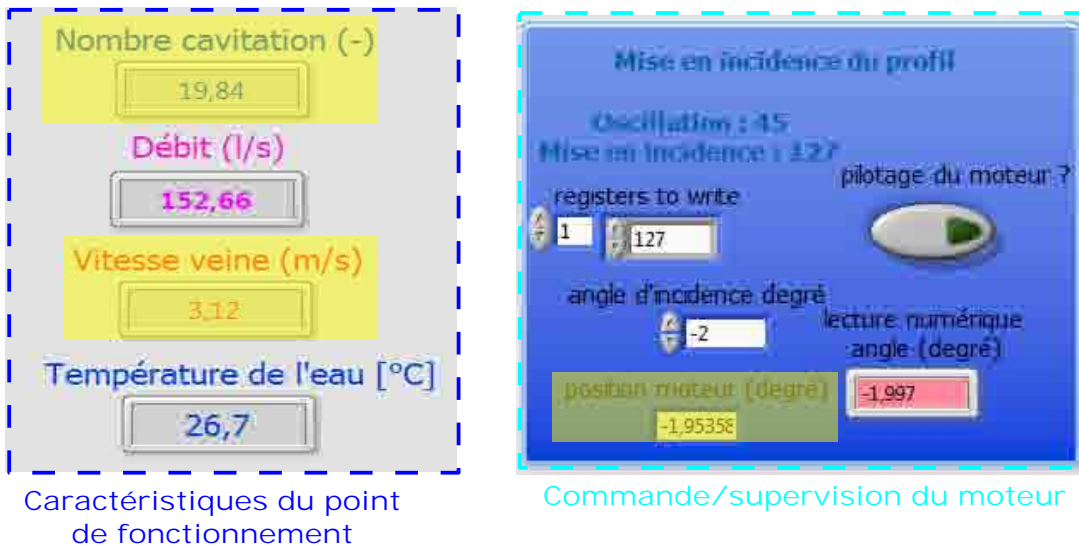 Nombre cavitation (-)
19,84
Débit (l/s)
152,66
Vitesse veine (m/s)
3,12
Température de l'eau [°C]
26,7
Caractéristiques du point
de fonctionnement
Mise en incidence du profil
Oscillation : 45
Mise en incidence : 127
pilotage du moteur ?
registers to write
1
127
angle d'incidence degré
-2
lecture numérique
angle (degré)
-1,997
position moteur (degré)
-1,95358
Commande/supervision du moteur